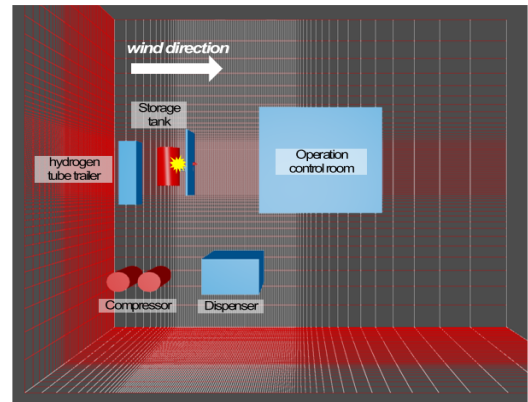 wind direction
Storage
tank
hydrogen
tube trailer
Operation
control room
Compressor
Dispenser